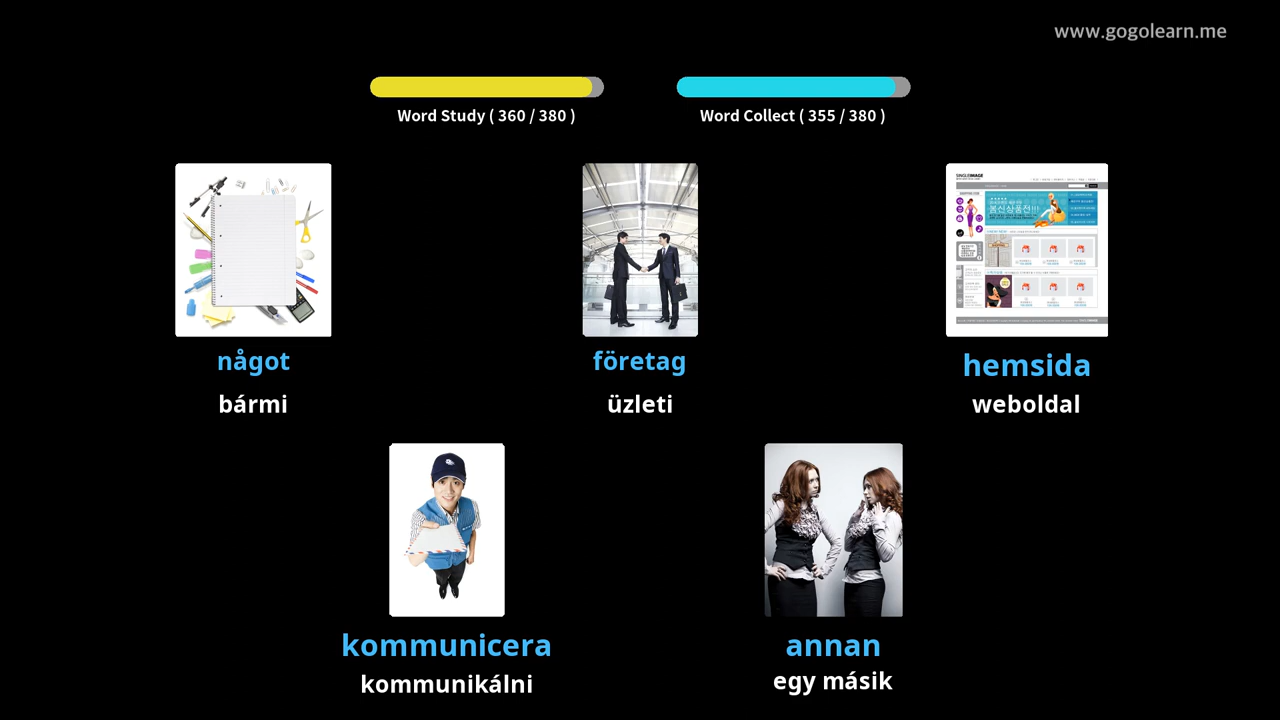 www.gogolearn.me
Word Study ( 360 / 380 )
Word Collect ( 355 / 380 )
något
bármi
företag
üzleti
hemsida
weboldal
kommunicera
kommunikálni
annan
egy másik